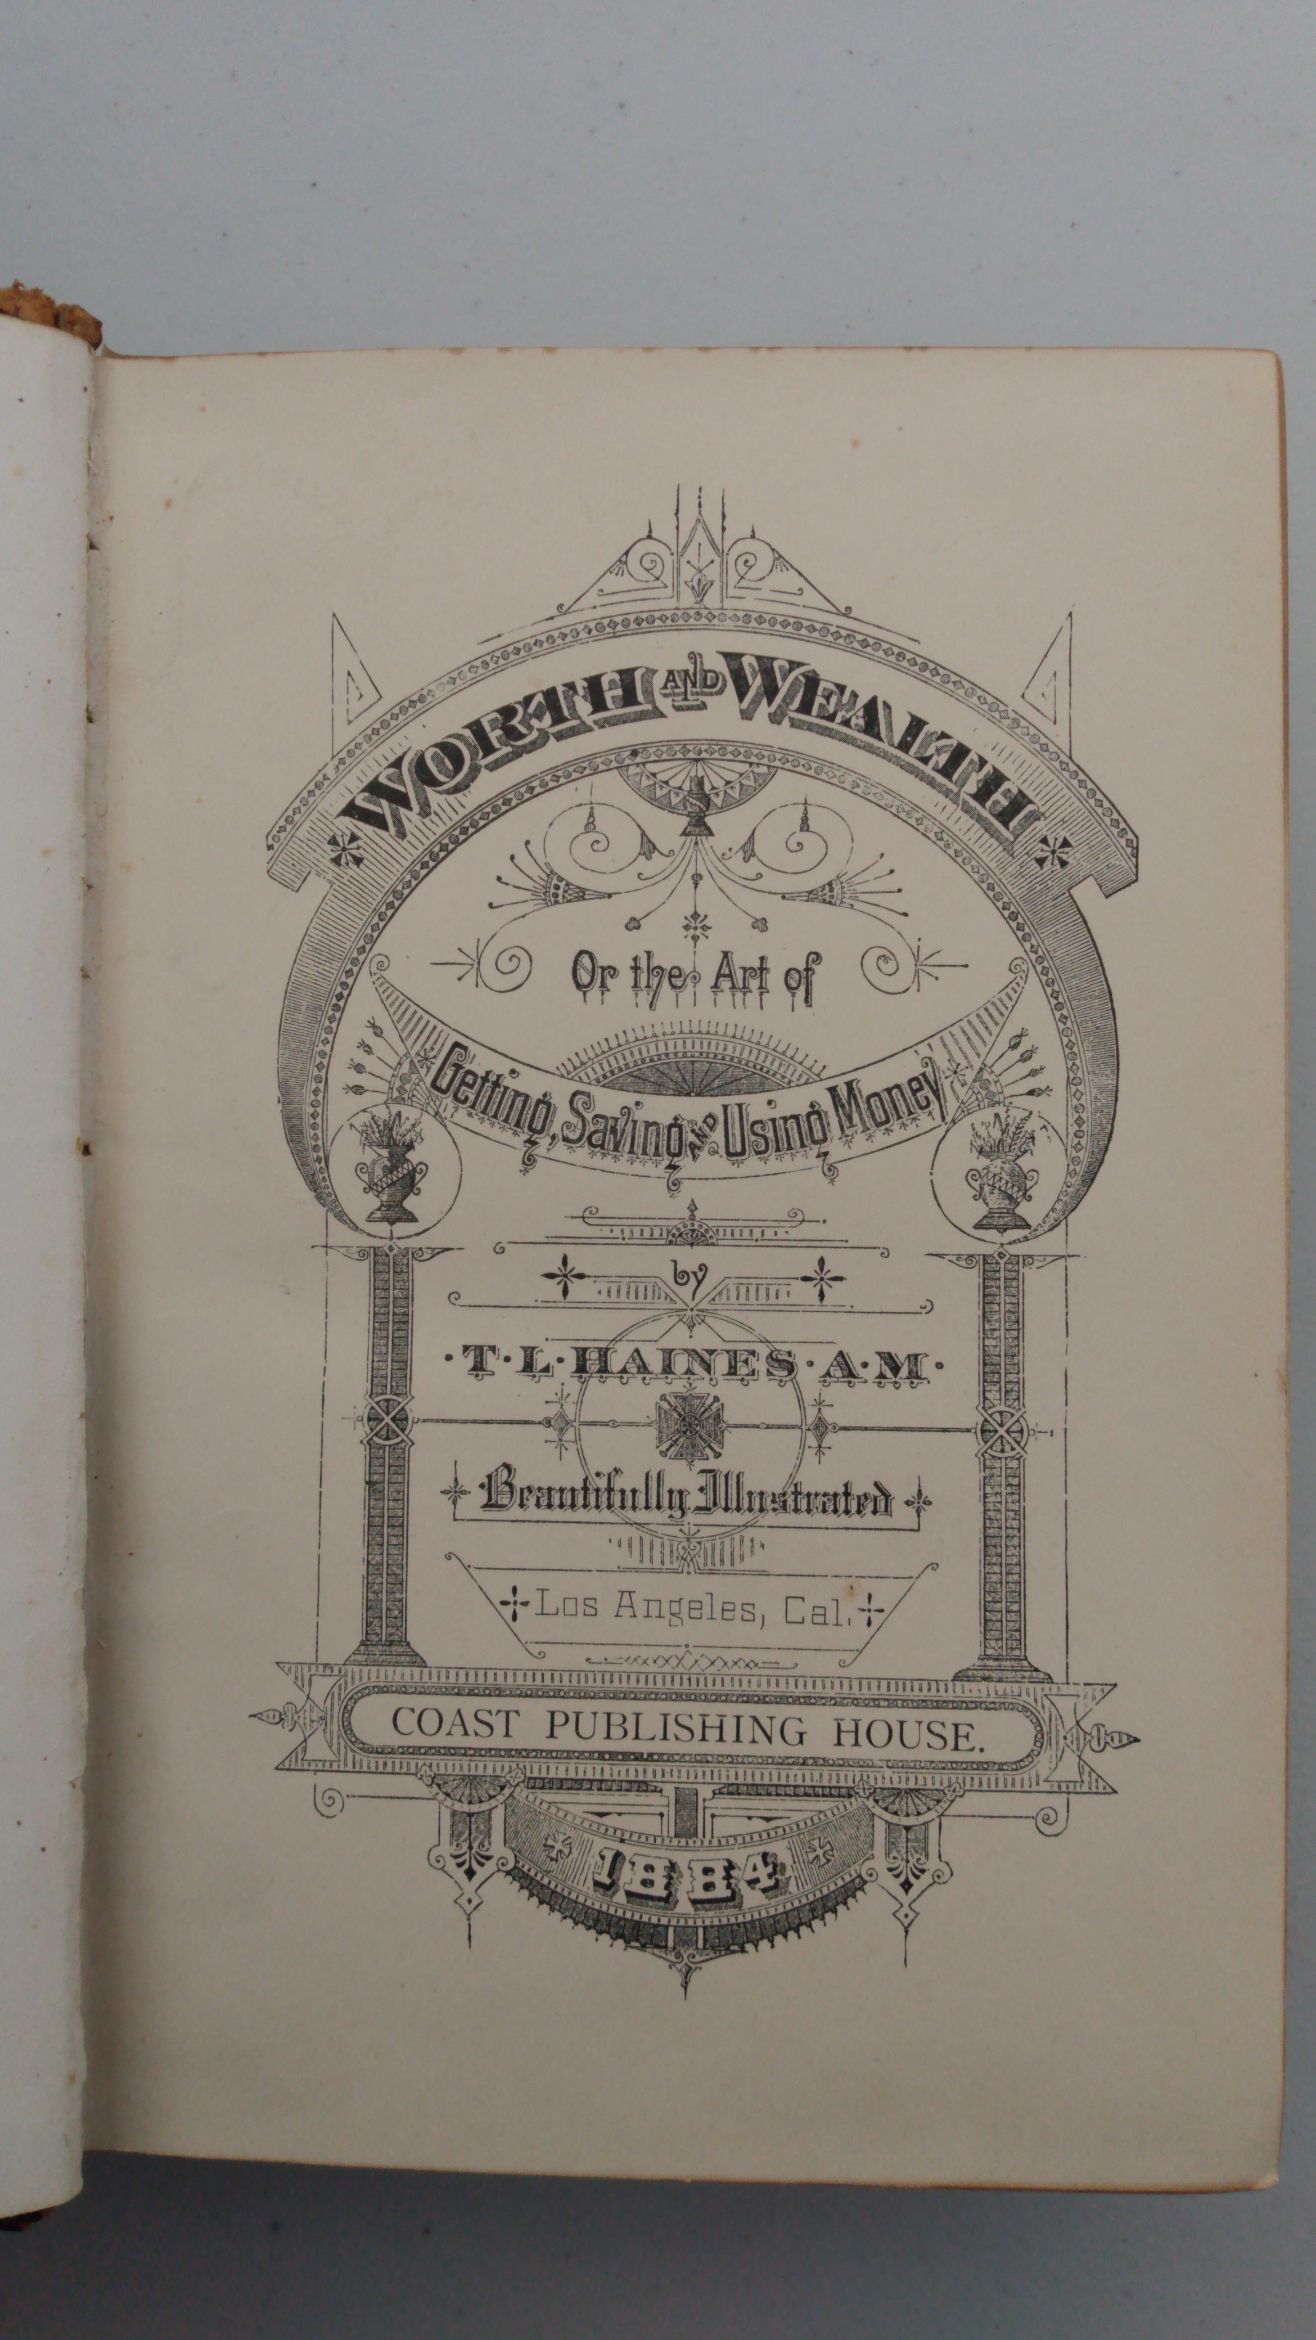 WORTH AND WEALTH
Or the Art of
Getting, Saving AND Using Money
by
·T·L·HAINES·A·M·
Beautifully Illustrated
Los Angeles, Cal.
COAST PUBLISHING HOUSE.
1884